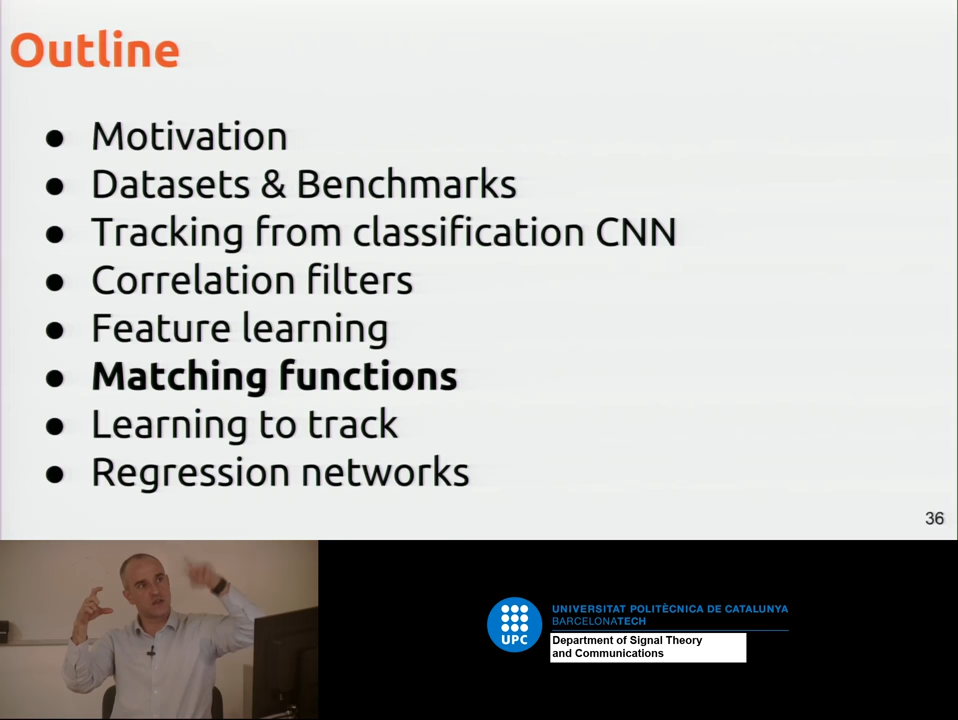 Outline
● Motivation
● Datasets & Benchmarks
● Tracking from classification CNN
● Correlation filters
● Feature learning
● Matching functions
● Learning to track
● Regression networks
36
UPC
UNIVERSITAT POLITÈCNICA DE CATALUNYA
BARCELONATECH
Department of Signal Theory
and Communications